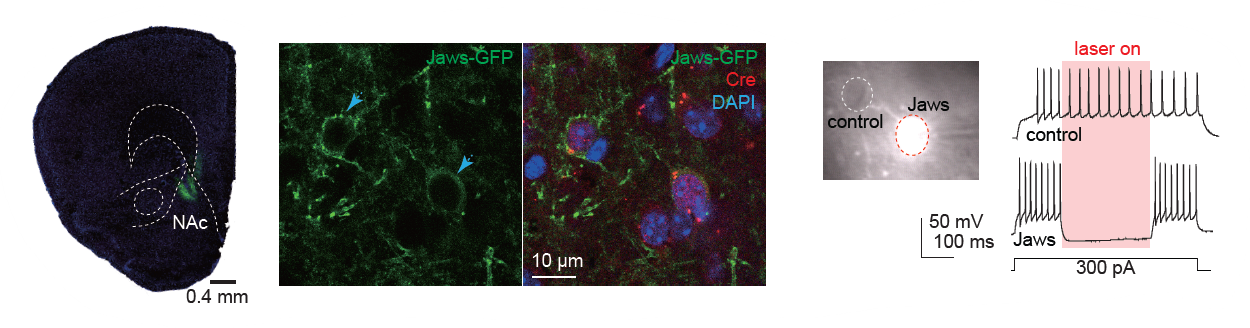 NAc
0.4 mm
Jaws-GFP
Jaws-GFP
Cre
DAPI
10 µm
Jaws
control
50 mV
100 ms
laser on
control
Jaws
300 pA